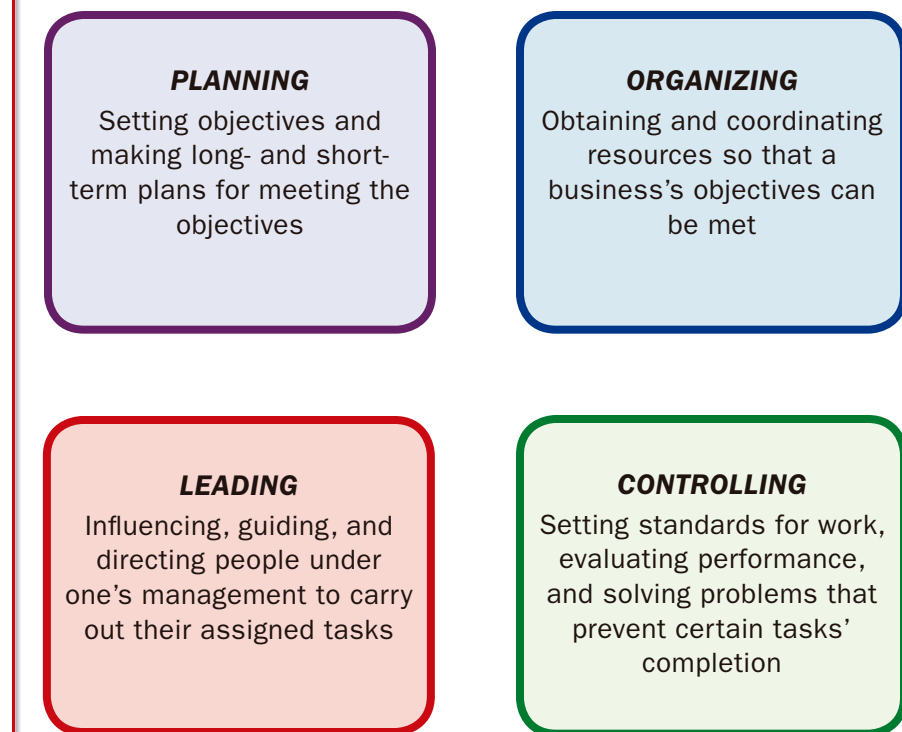 PLANNING
Setting objectives and
making long- and short-
term plans for meeting the
objectives
ORGANIZING
Obtaining and coordinating
resources so that a
business’s objectives can
be met
LEADING
Influencing, guiding, and
directing people under
one’s management to carry
out their assigned tasks
CONTROLLING
Setting standards for work,
evaluating performance,
and solving problems that
prevent certain tasks’
completion